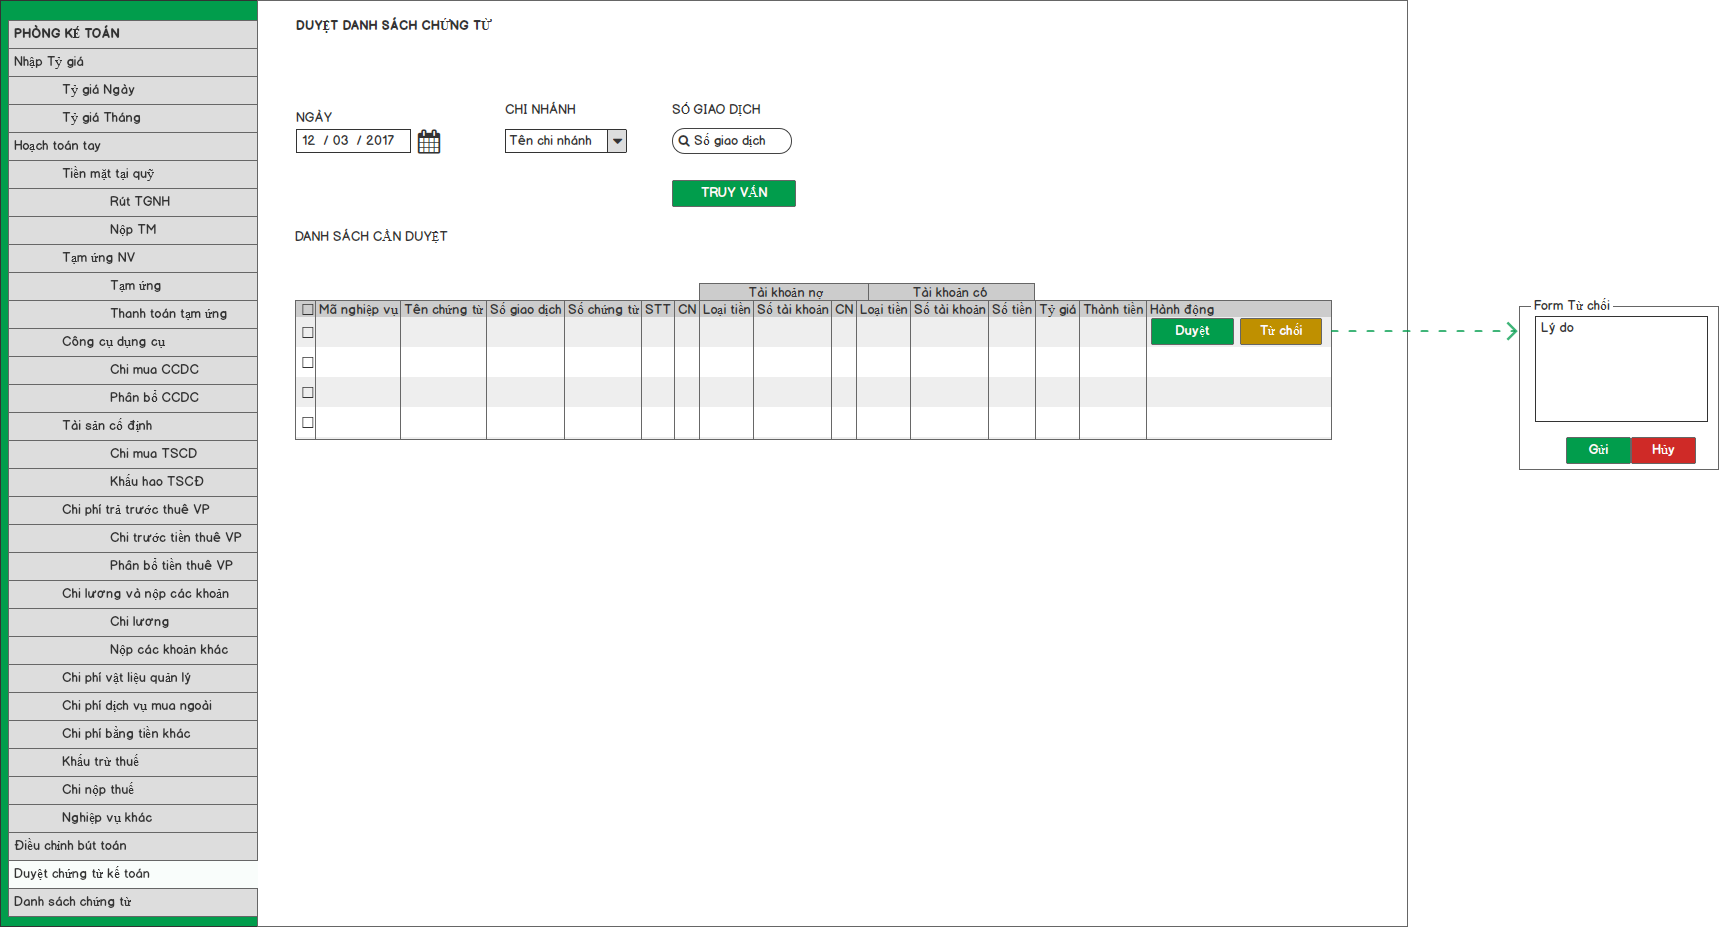 PHÒNG KẾ TOÁN
Nhập Tỷ giá
Tỷ giá Ngày
Tỷ giá Tháng
Hoạch toán tay
Tiền mặt tại quỹ
Rút TGNH
Nộp TM
Tạm ứng NV
Tạm ứng
Thanh toán tạm ứng
Công cụ dụng cụ
Chi mua CCDC
Phân bổ CCDC
Tài sản cố định
Chi mua TSCD
Khấu hao TSCĐ
Chi phí trả trước thuê VP
Chi trước tiền thuê VP
Phân bổ tiền thuê VP
Chi lương và nộp các khoản
Chi lương
Nộp các khoản khác
Chi phí vật liệu quản lý
Chi phí dịch vụ mua ngoài
Chi phí bằng tiền khác
Khấu trừ thuế
Chi nộp thuế
Nghiệp vụ khác
Điều chỉnh bút toán
Duyệt chứng từ kế toán
Danh sách chứng từ
DUYỆT DANH SÁCH CHỨNG TỪ
NGÀY
12 / 03 / 2017
CHI NHÁNH
Tên chi nhánh
SỐ GIAO DỊCH
Số giao dịch
TRUY VẤN
DANH SÁCH CẦN DUYỆT
Tài khoản nợ Tài khoản có
Mã nghiệp vụ Tên chứng từ Số giao dịch Số chứng từ STT CN Loại tiền Số tài khoản CN Loại tiền Số tài khoản Số tiền Tỷ giá Thành tiền Hành động
Duyệt Từ chối
Form Từ chối
Lý do
Gửi Hủy